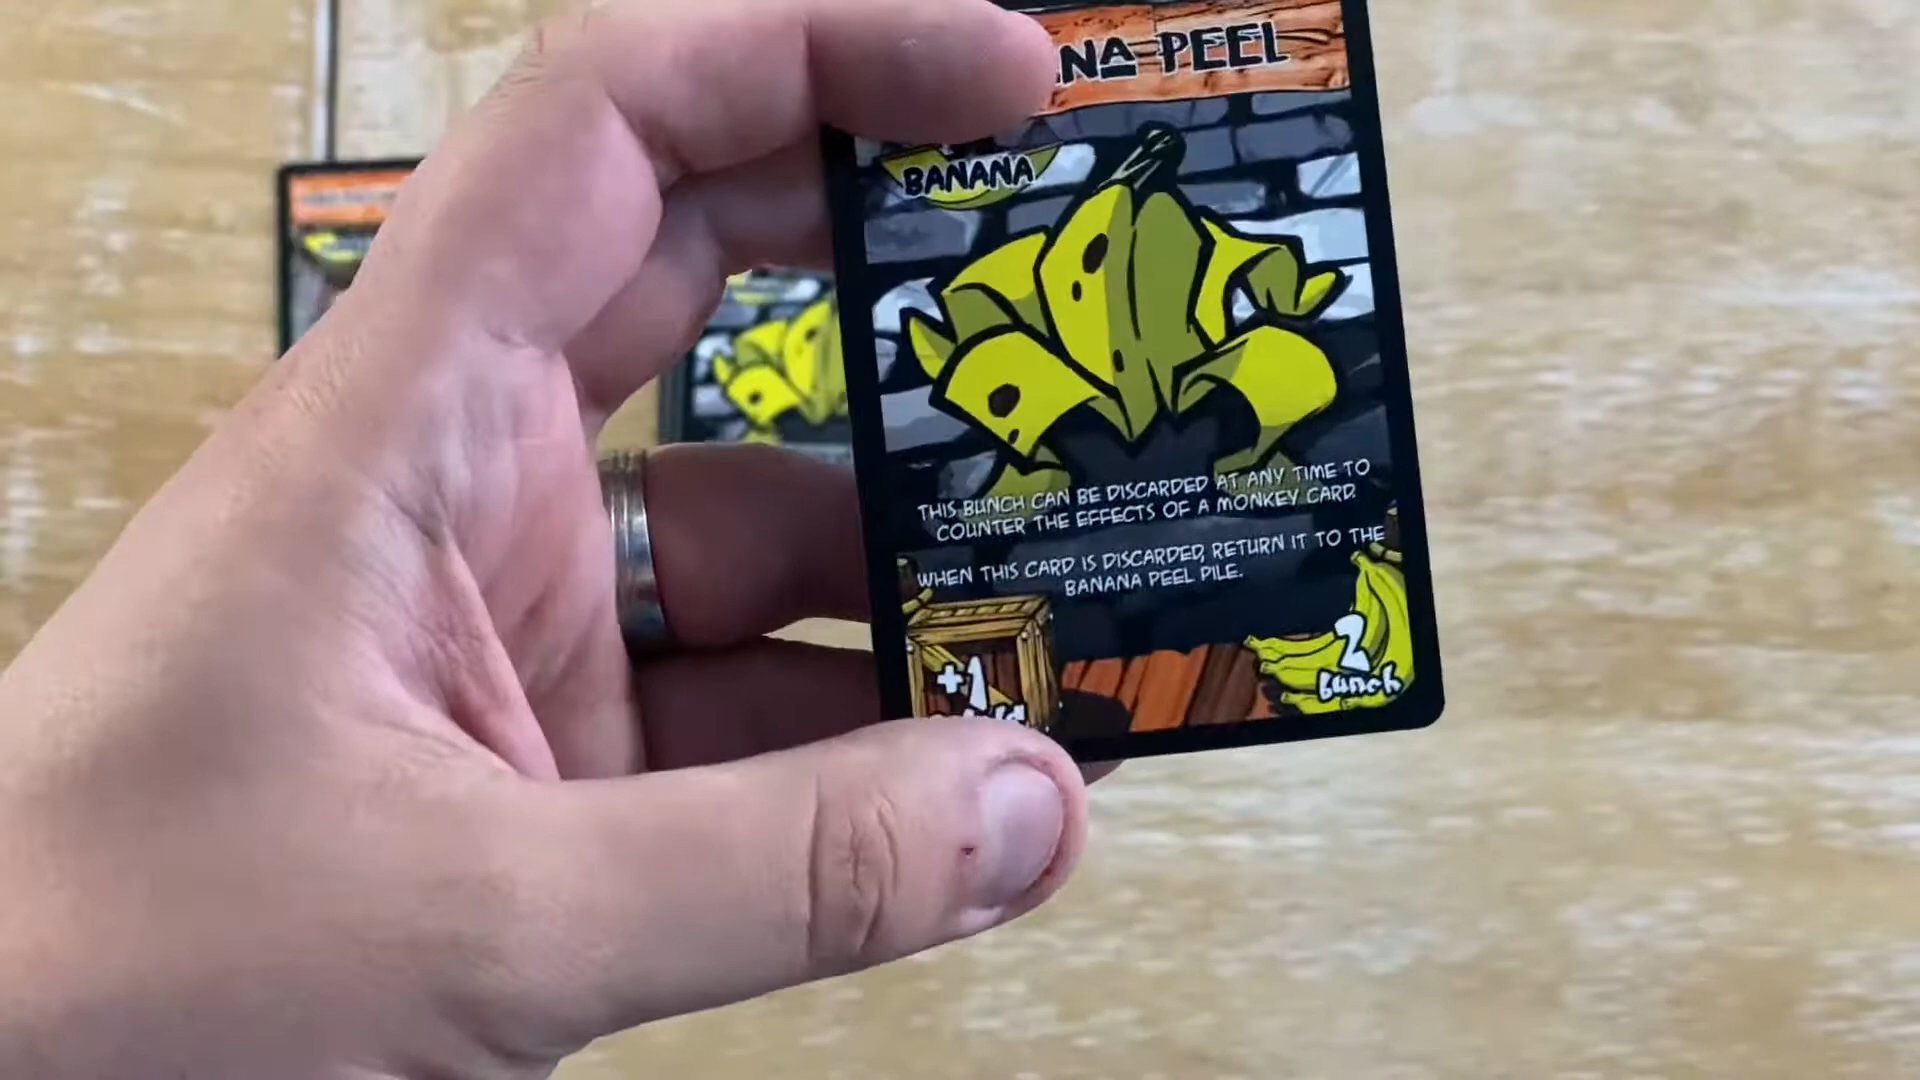 NA PEEL
BANANA
THIS BUNCH CAN BE DISCARDED AT ANY TIME TO
COUNTER THE EFFECTS OF A MONKEY CARD.
WHEN THIS CARD IS DISCARDED, RETURN IT TO THE
BANANA PEEL PILE.
+1
2
Bunch